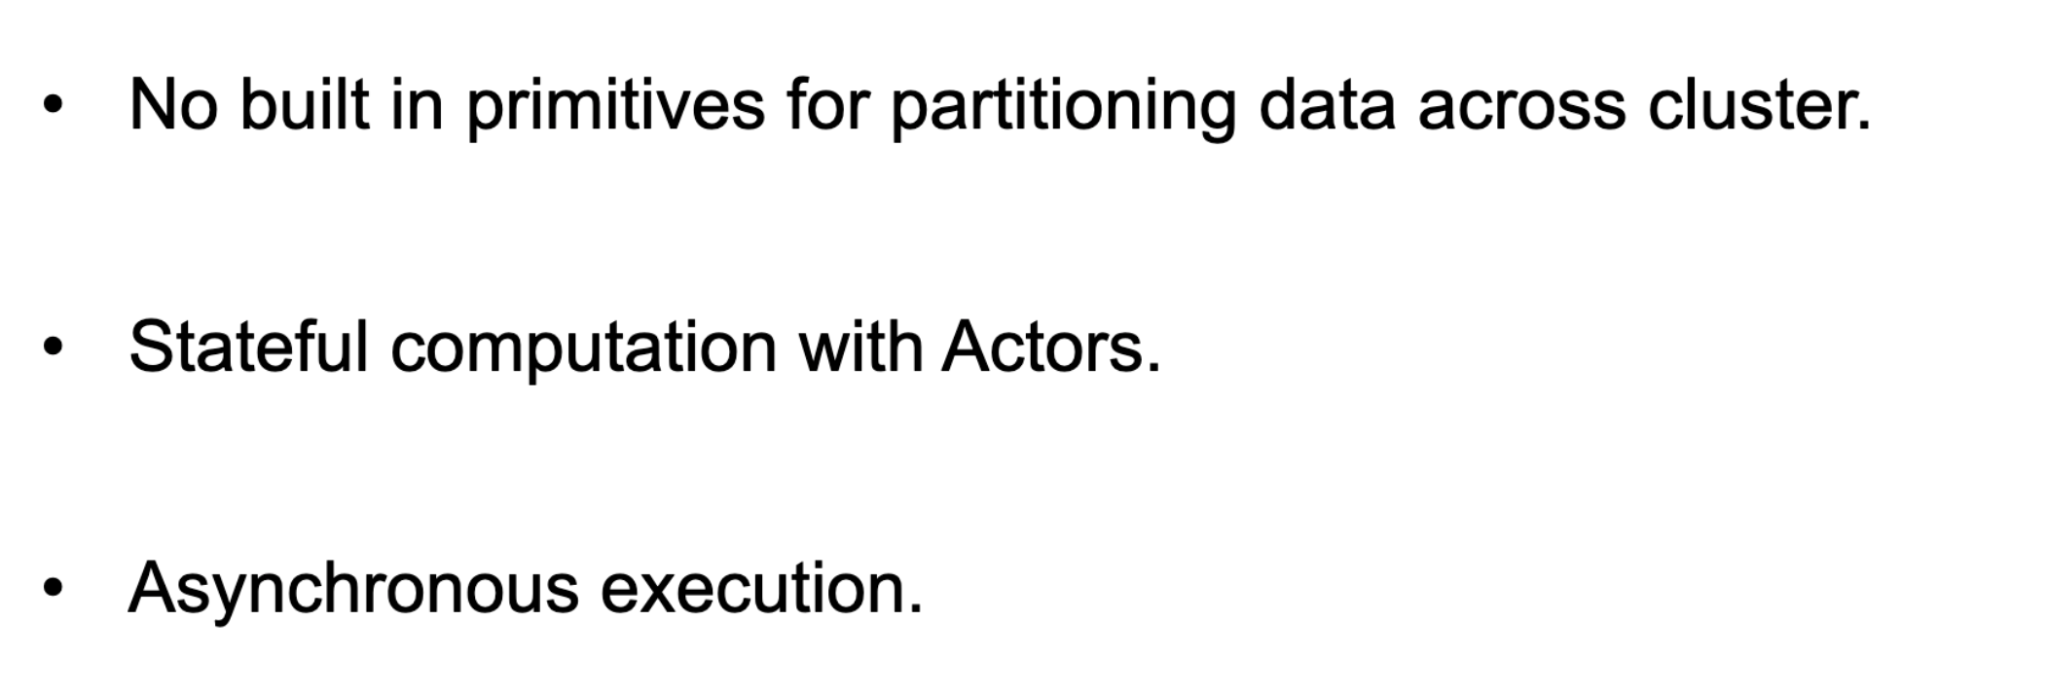 • No built in primitives for partitioning data across cluster.
• Stateful computation with Actors.
• Asynchronous execution.